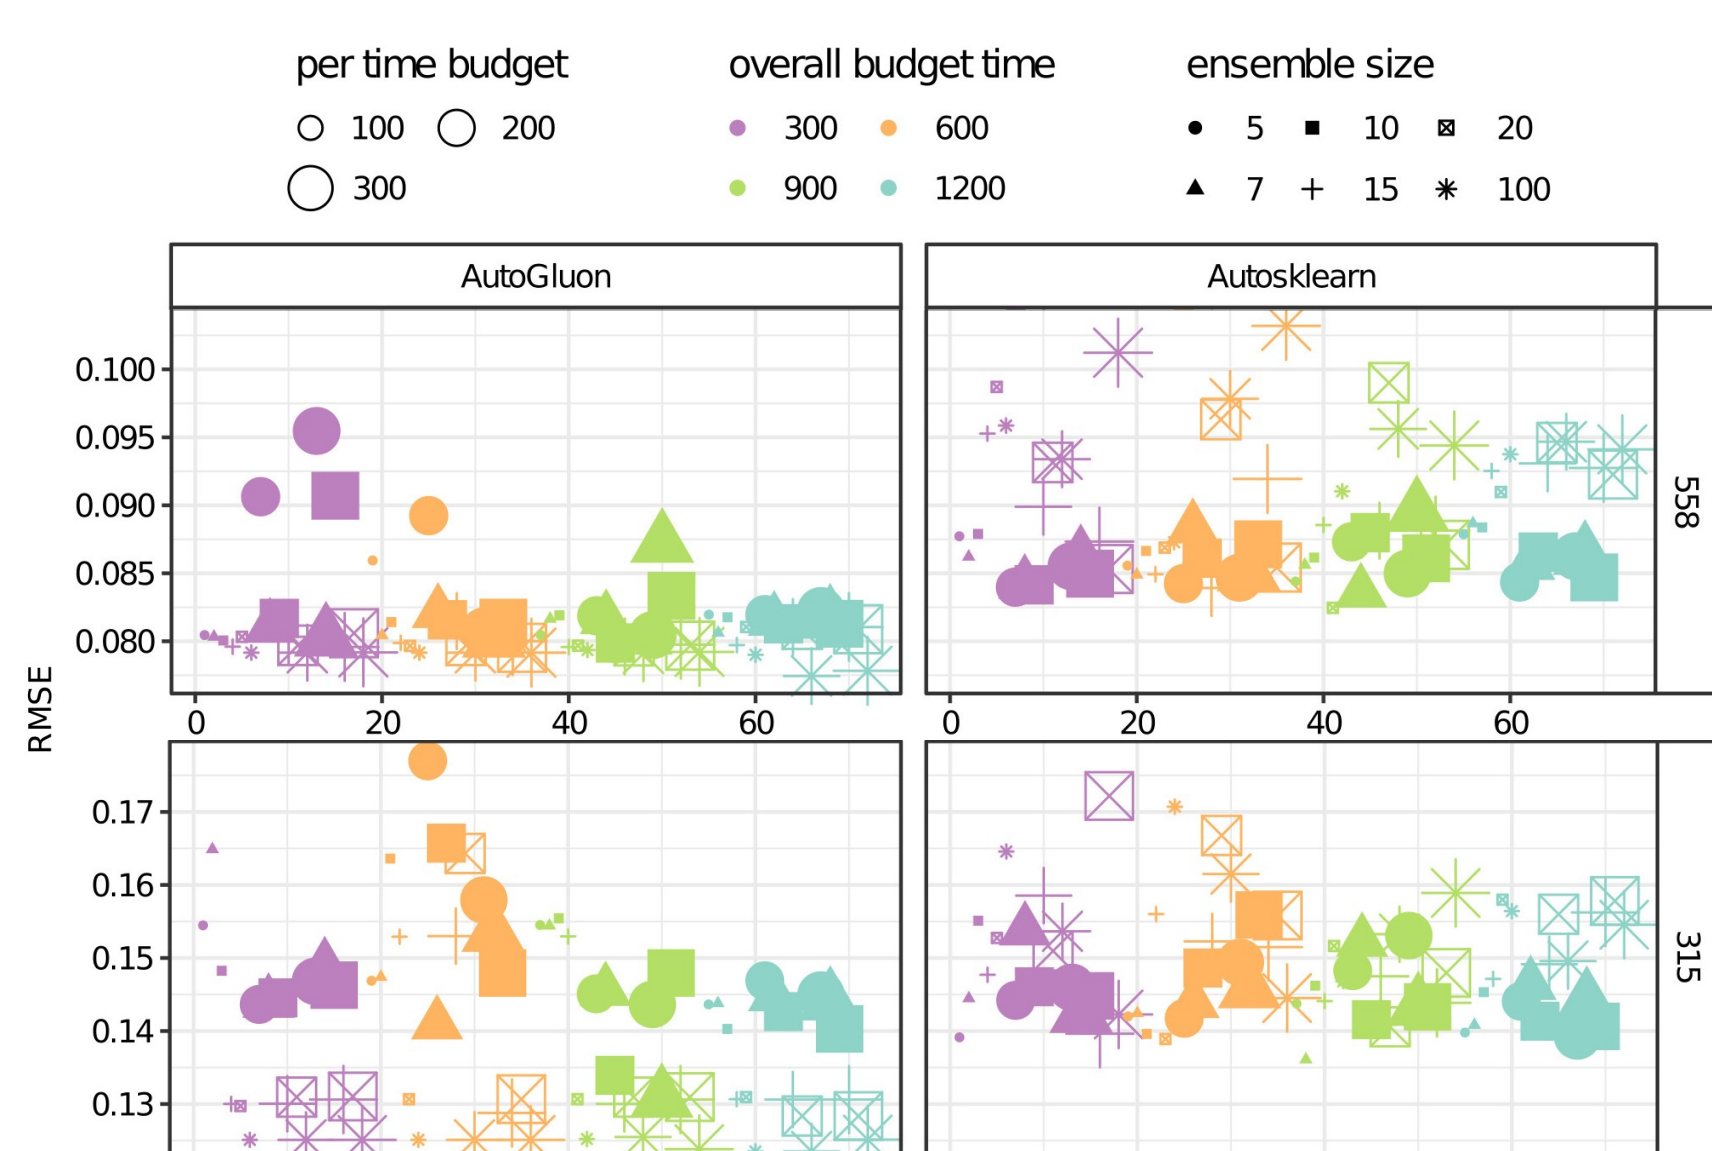 per time budget overall budget time ensemble size
100 200 300 600 5 10 20
300 900 1200 7 15 100
AutoGluon Autosklearn
0.100
0.095
0.090
0.085
0.080
558
0 20 40 60 0 20 40 60
RMSE
0.17
0.16
0.15
0.14
0.13
315